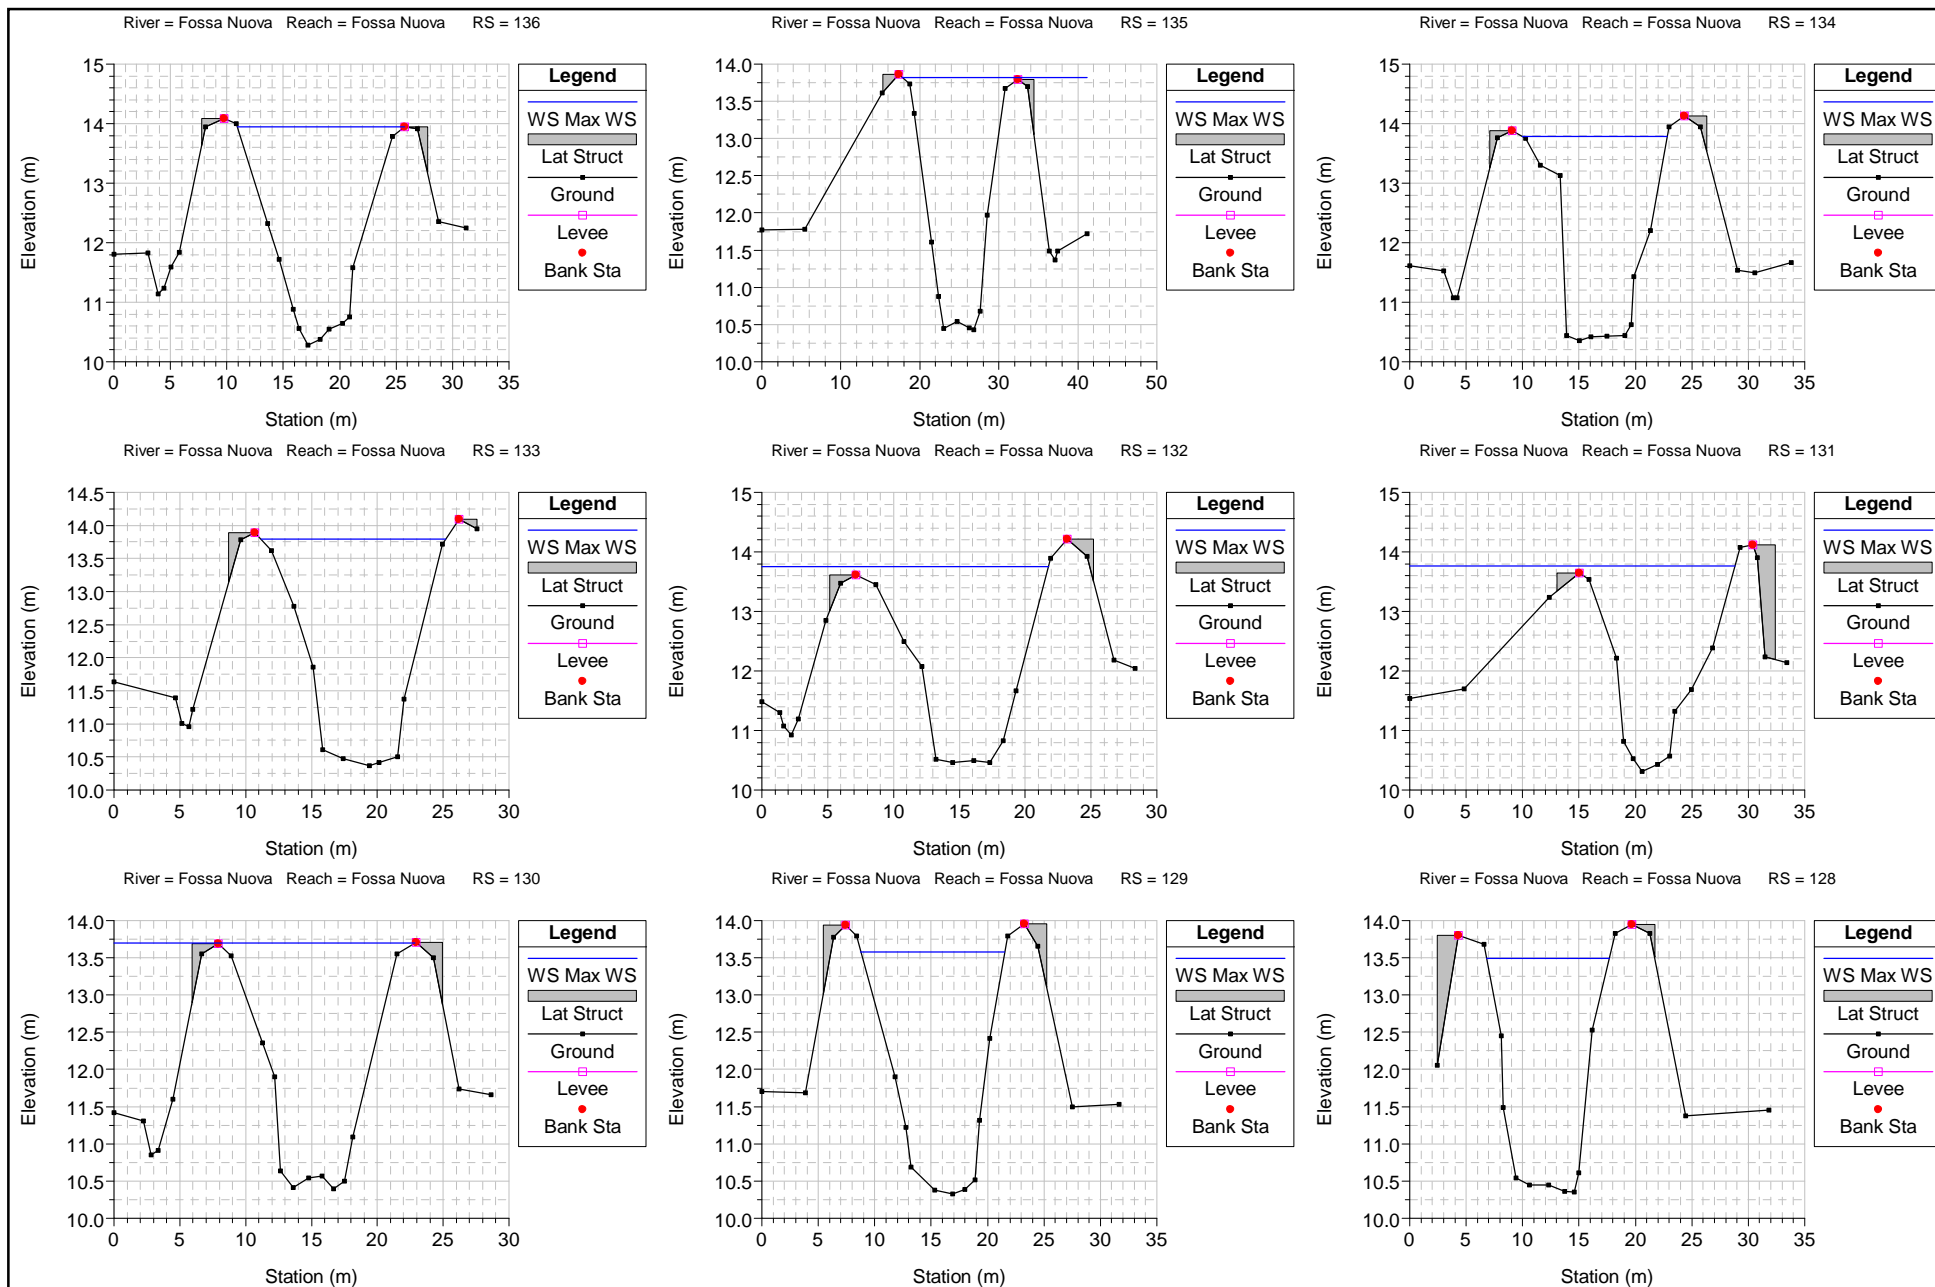 River = Fossa Nuova Reach = Fossa Nuova RS = 136
15
14
13
12
11
10
Elevation (m)
0 5 10 15 20 25 30 35
Station (m)
Legend
WS Max WS
Lat Struct
Ground
Levee
Bank Sta
River = Fossa Nuova Reach = Fossa Nuova RS = 135
14.0
13.5
13.0
12.5
12.0
11.5
11.0
10.5
10.0
Elevation (m)
0 10 20 30 40 50
Station (m)
Legend
WS Max WS
Lat Struct
Ground
Levee
Bank Sta
River = Fossa Nuova Reach = Fossa Nuova RS = 134
15
14
13
12
11
10
Elevation (m)
0 5 10 15 20 25 30 35
Station (m)
Legend
WS Max WS
Lat Struct
Ground
Levee
Bank Sta
River = Fossa Nuova Reach = Fossa Nuova RS = 133
14.5
14.0
13.5
13.0
12.5
12.0
11.5
11.0
10.5
10.0
Elevation (m)
0 5 10 15 20 25 30
Station (m)
Legend
WS Max WS
Lat Struct
Ground
Levee
Bank Sta
River = Fossa Nuova Reach = Fossa Nuova RS = 132
15
14
13
12
11
10
Elevation (m)
0 5 10 15 20 25 30
Station (m)
Legend
WS Max WS
Lat Struct
Ground
Levee
Bank Sta
River = Fossa Nuova Reach = Fossa Nuova RS = 131
15
14
13
12
11
10
Elevation (m)
0 5 10 15 20 25 30 35
Station (m)
Legend
WS Max WS
Lat Struct
Ground
Levee
Bank Sta
River = Fossa Nuova Reach = Fossa Nuova RS = 130
14.0
13.5
13.0
12.5
12.0
11.5
11.0
10.5
10.0
Elevation (m)
0 5 10 15 20 25 30
Station (m)
Legend
WS Max WS
Lat Struct
Ground
Levee
Bank Sta
River = Fossa Nuova Reach = Fossa Nuova RS = 129
14.0
13.5
13.0
12.5
12.0
11.5
11.0
10.5
10.0
Elevation (m)
0 5 10 15 20 25 30 35
Station (m)
Legend
WS Max WS
Lat Struct
Ground
Levee
Bank Sta
River = Fossa Nuova Reach = Fossa Nuova RS = 128
14.0
13.5
13.0
12.5
12.0
11.5
11.0
10.5
10.0
Elevation (m)
0 5 10 15 20 25 30 35
Station (m)
Legend
WS Max WS
Lat Struct
Ground
Levee
Bank Sta